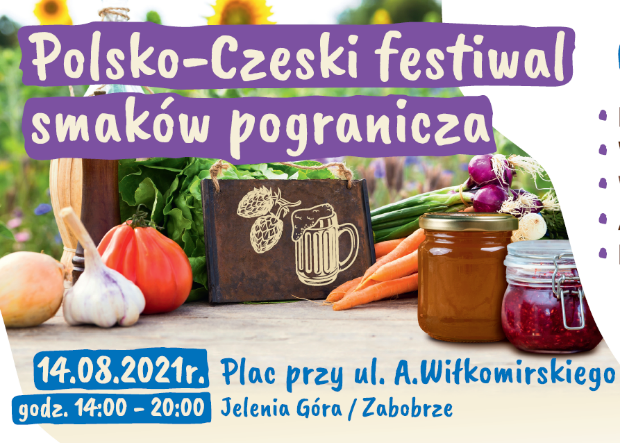 Polsko-Czeski festiwal
smaków pogranicza
14.08.2021r. Plac przy ul. A.Wiłkomirskiego
godz. 14:00 - 20:00 Jelenia Góra / Zabobrze